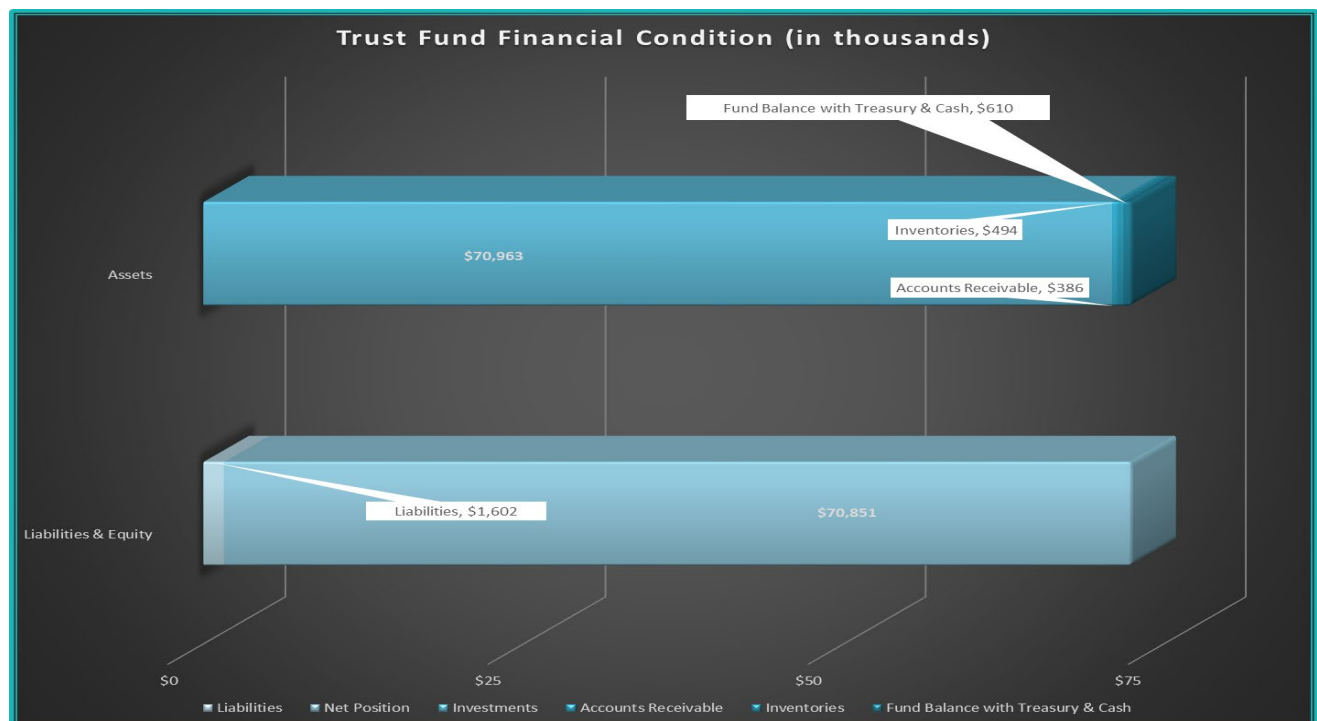 Trust Fund Financial Condition (in thousands)
Fund Balance with Treasury & Cash, $610
Inventories, $494
$70,963
Assets
Accounts Receivable, $386
Liabilities, $1,602
$70,851
Liabilities & Equity
$0 $25 $50 $75
Liabilities Net Position Investments Accounts Receivable Inventories Fund Balance with Treasury & Cash